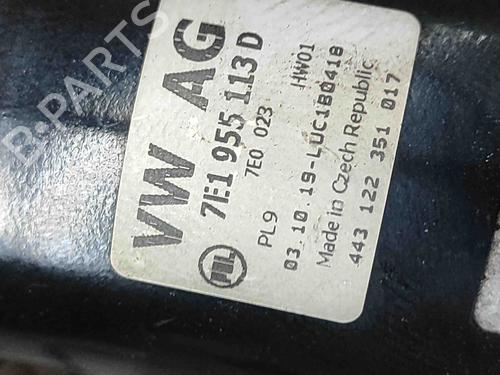 B-PARTS
VW AG
7E1 955 113 D
7E0 023 HW01
PL9
03.10.19-LUC1B0418
Made in Czech Republic
443 122 351 017